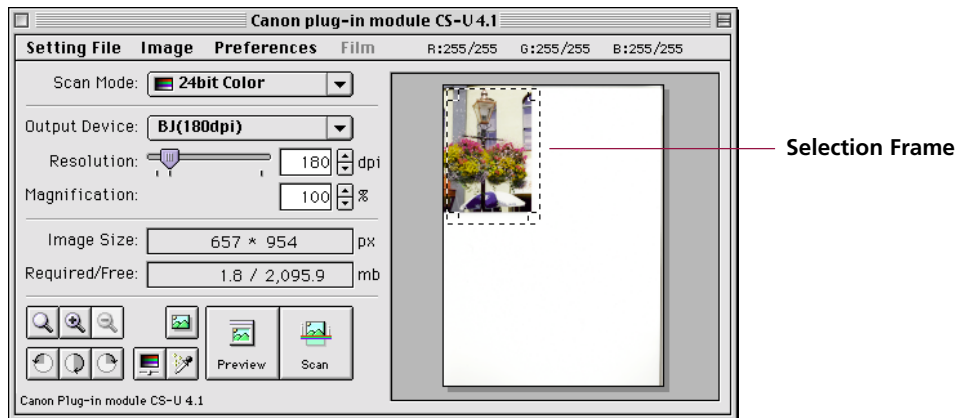 Canon plug-in module CS-U 4.1
Setting File Image Preferences Film R:255/255 G:255/255 B:255/255
Scan Mode: 24bit Color
Output Device: BJ(180dpi)
Resolution: 180 dpi
Magnification: 100 %
Image Size: 657 * 954 px
Required/Free: 1.8 / 2,095.9 mb
Preview Scan
Canon Plug-in module CS-U 4.1
Selection Frame